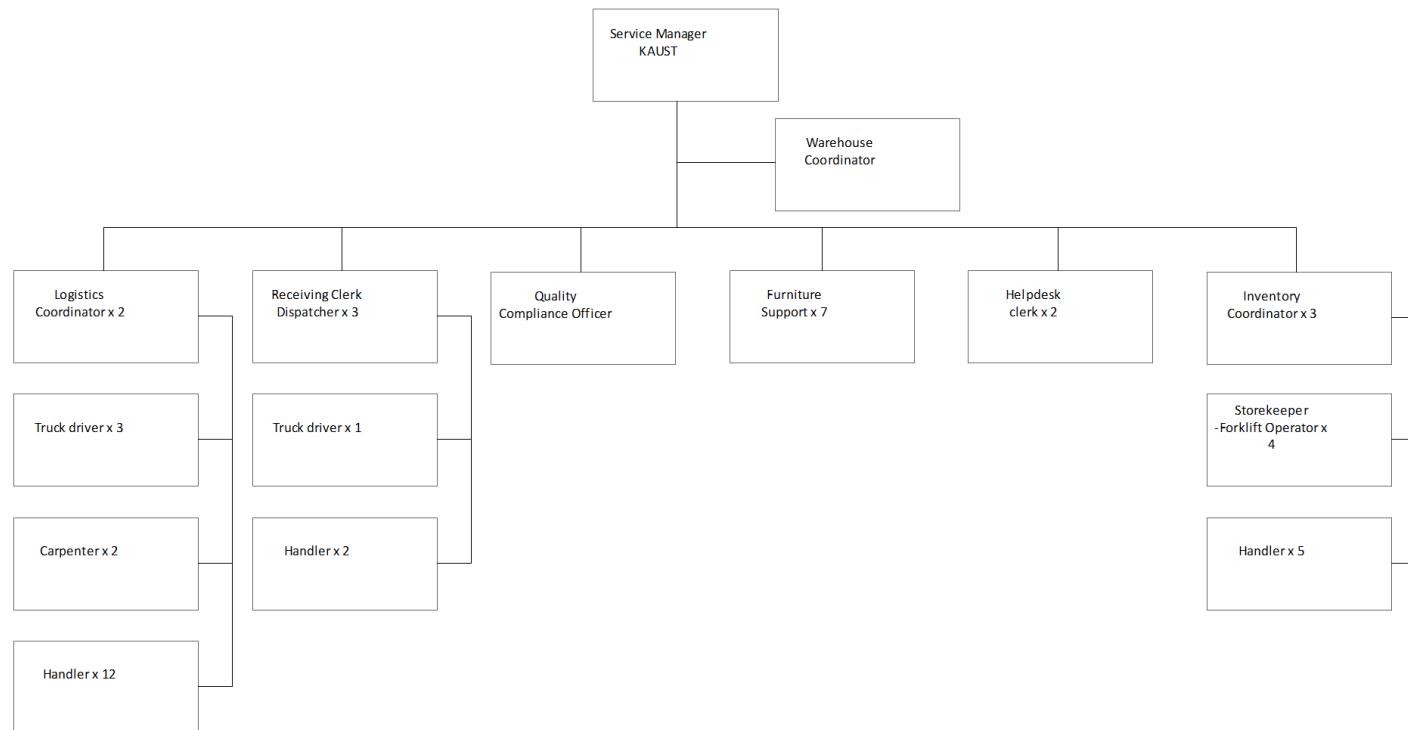 Service Manager
KAUST
Warehouse
Coordinator
Logistics
Coordinator x 2
Receiving Clerk
Dispatcher x 3
Quality
Compliance Officer
Furniture
Support x 7
Helpdesk
clerk x 2
Inventory
Coordinator x 3
Truck driver x 3
Truck driver x 1
Storekeeper
-Forklift Operator x
4
Carpenter x 2
Handler x 2
Handler x 5
Handler x 12